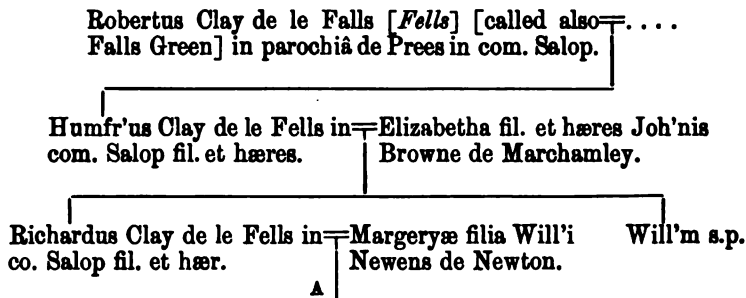 Robertus Clay de le Falls [Fells] [called also=....
Falls Green] in parochiâ de Prees in com. Salop.
Humfr'us Clay de le Fells in=Elizabetha fil. et hæres Joh'nis
com. Salop fil. et hæres. Browne de Marchamley.
Richardus Clay de le Fells in=Margeryæ filia Will'i Will'm s.p.
co. Salop fil. et hær. Newens de Newton.
A